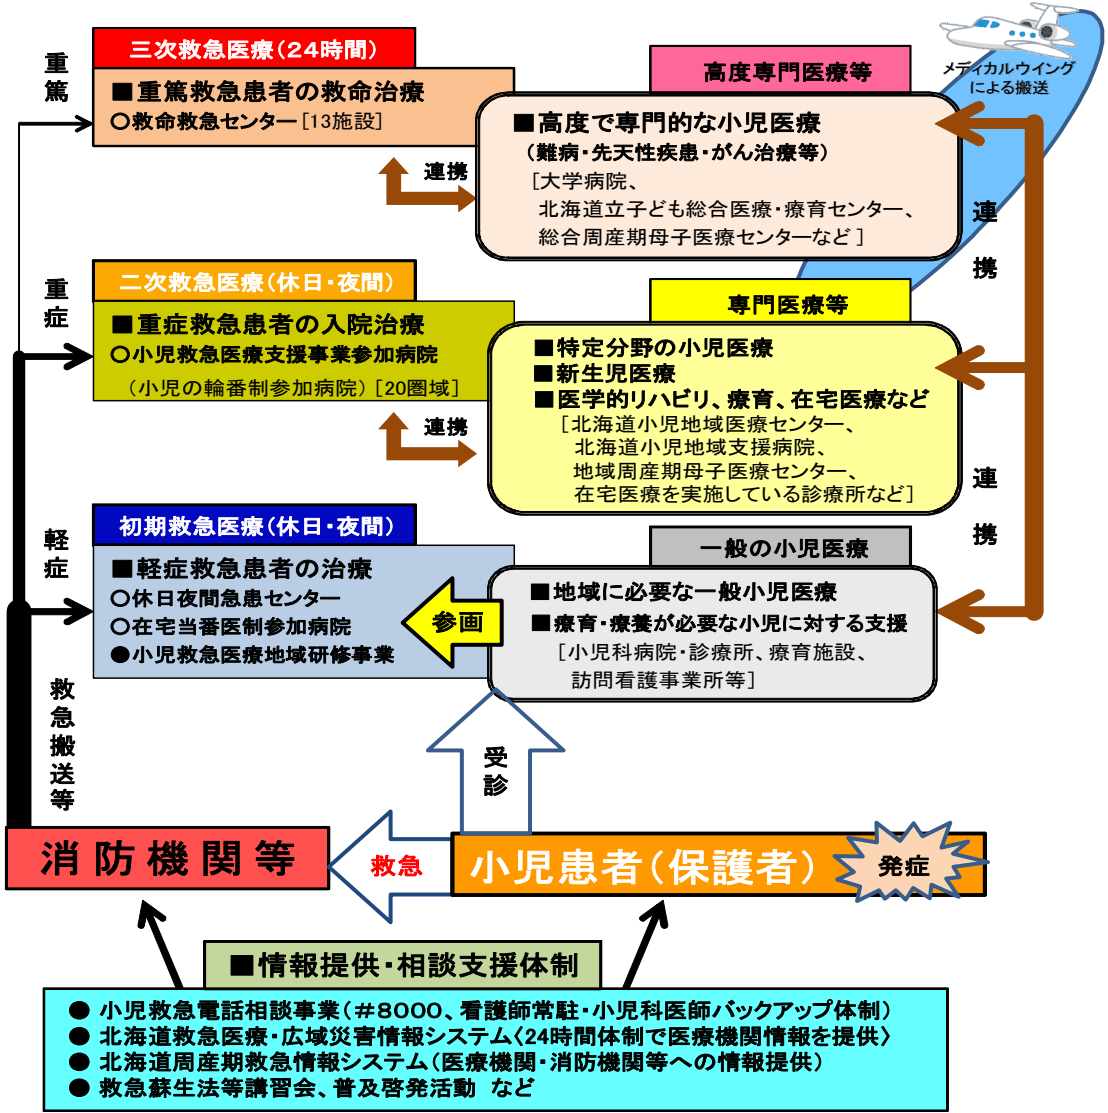 重篤
三次救急医療(24時間)
■重篤救急患者の救命治療
○救命救急センター[13施設]
連携
高度専門医療等
■高度で専門的な小児医療
(難病・先天性疾患・がん治療等)
[大学病院、
北海道立子ども総合医療・療育センター、
総合周産期母子医療センターなど]
メディカルウイング
による搬送
連携
重症
二次救急医療(休日・夜間)
■重症救急患者の入院治療
○小児救急医療支援事業参加病院
(小児の輪番制参加病院)[20圏域]
連携
専門医療等
■特定分野の小児医療
■新生児医療
■医学的リハビリ、療育、在宅医療など
[北海道小児地域医療センター、
北海道小児地域支援病院、
地域周産期母子医療センター、
在宅医療を実施している診療所など]
連携
軽症
初期救急医療(休日・夜間)
■軽症救急患者の治療
○休日夜間急患センター
○在宅当番医制参加病院
●小児救急医療地域研修事業
参画
一般の小児医療
■地域に必要な一般小児医療
■療育・療養が必要な小児に対する支援
[小児科病院・診療所、療育施設、
訪問看護事業所等]
救急搬送等
受診
消防機関等
救急
小児患者(保護者)
発症
■情報提供・相談支援体制
● 小児救急電話相談事業(#8000、看護師常駐・小児科医師バックアップ体制)
● 北海道救急医療・広域災害情報システム〈24時間体制で医療機関情報を提供〉
● 北海道周産期救急情報システム(医療機関・消防機関等への情報提供)
● 救急蘇生法等講習会、普及啓発活動 など